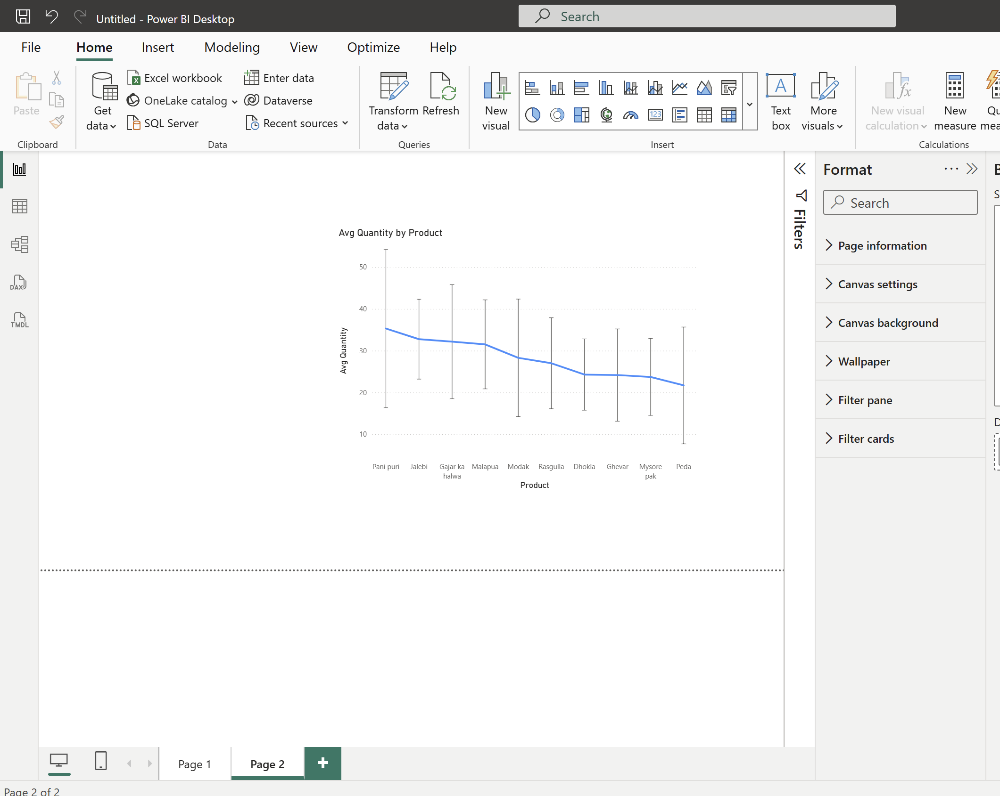 Untitled - Power BI Desktop
Search
File Home Insert Modeling View Optimize Help
Paste
Clipboard
Get data
Excel workbook
OneLake catalog
SQL Server
Enter data
Dataverse
Recent sources
Data
Transform data
Refresh
Queries
New visual
123
Text box
A
More visuals
Insert
New visual calculation
fx
New measure
Calculations
DAX
TMDL
Avg Quantity by Product
Avg Quantity
50
40
30
20
10
Pani puri Jalebi Gajar ka halwa Malapua Modak Rasgulla Dhokla Ghevar Mysore pak Peda
Product
Filters
Format
Search
Page information
Canvas settings
Canvas background
Wallpaper
Filter pane
Filter cards
Page 1
Page 2
Page 2 of 2